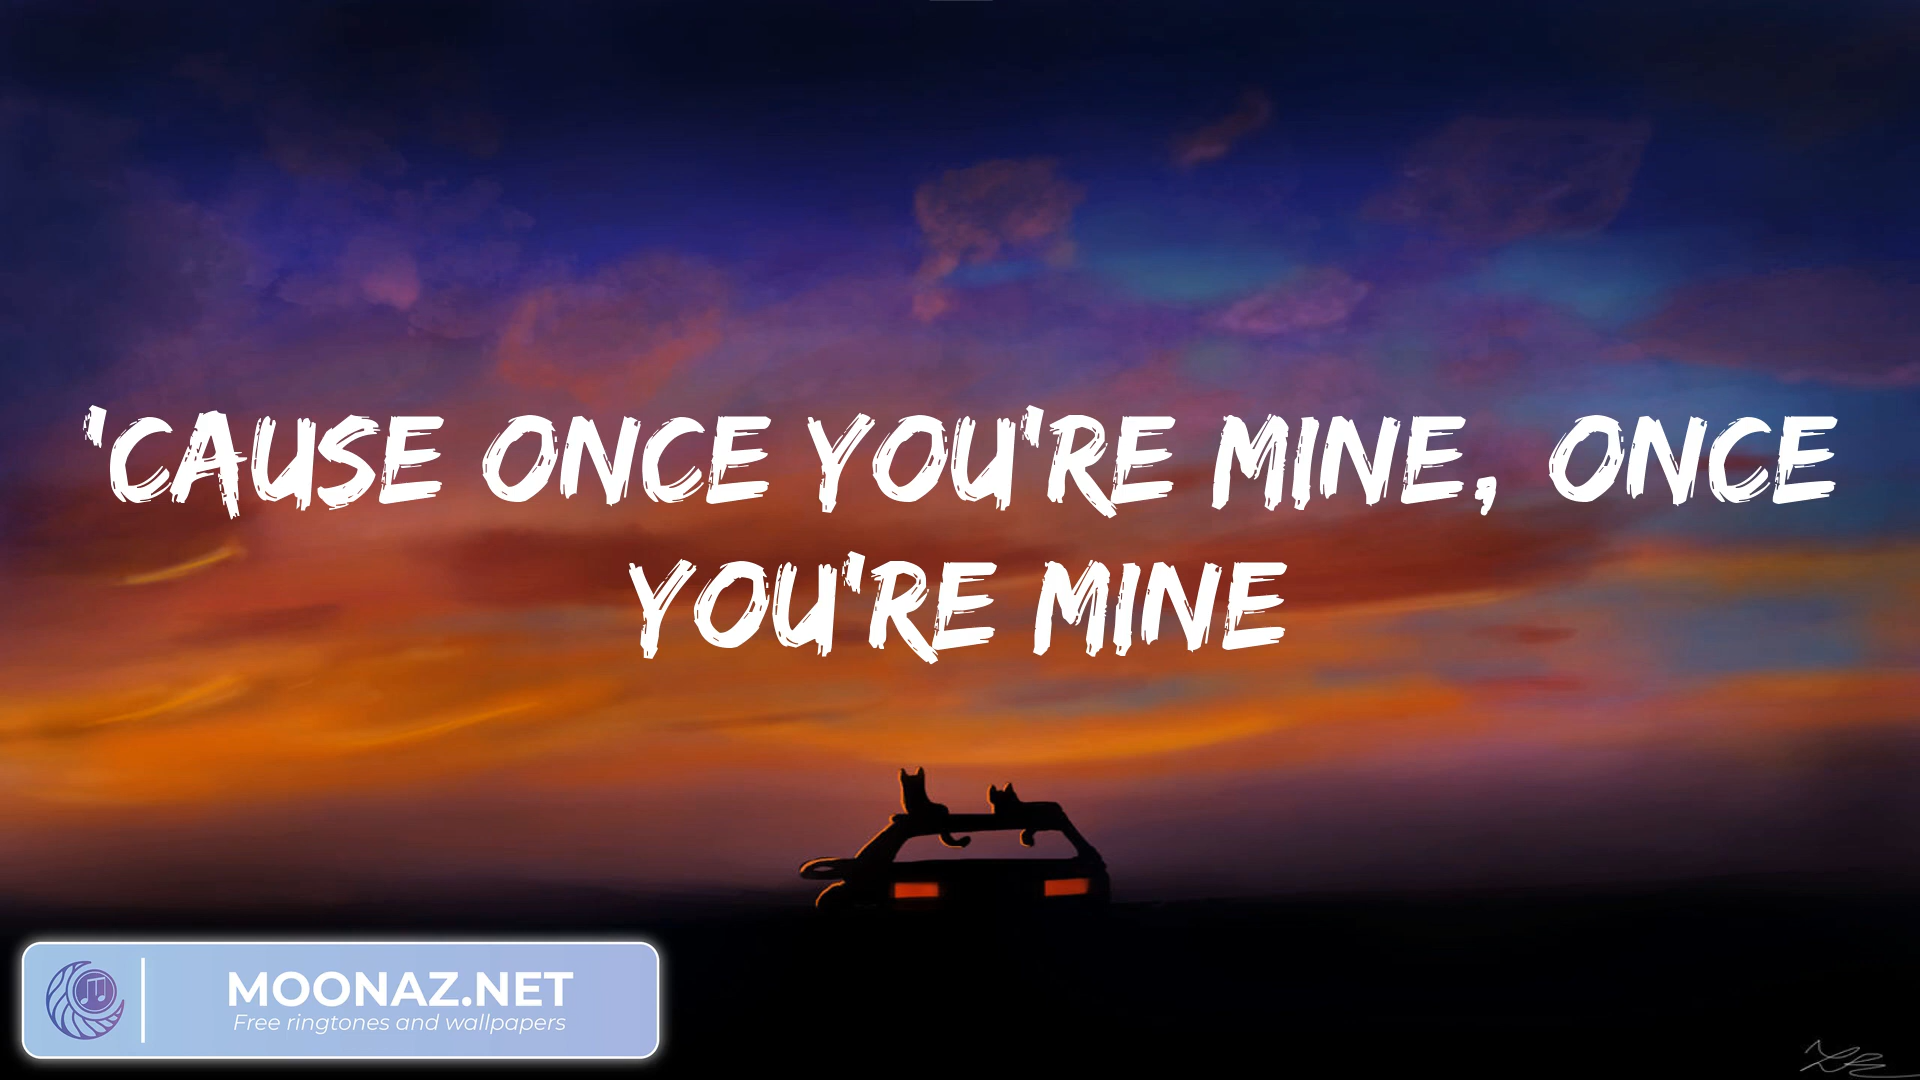 'CAUSE ONCE YOU'RE MINE, ONCE
YOU'RE MINE
MOONAZ.NET
Free ringtones and wallpapers